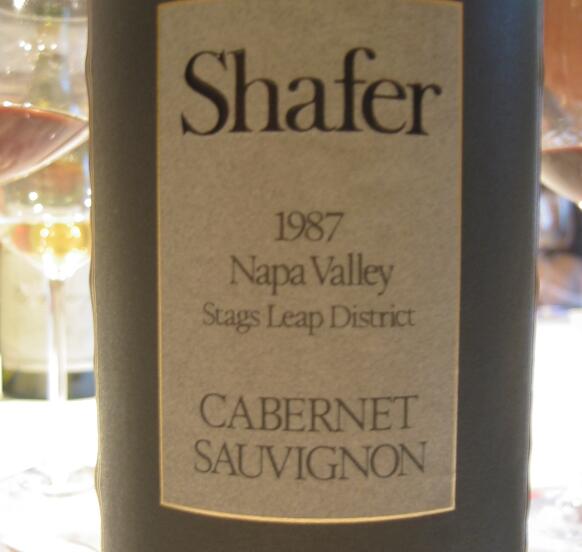 Shafer
1987
Napa Valley
Stags Leap District
CABERNET
SAUVIGNON